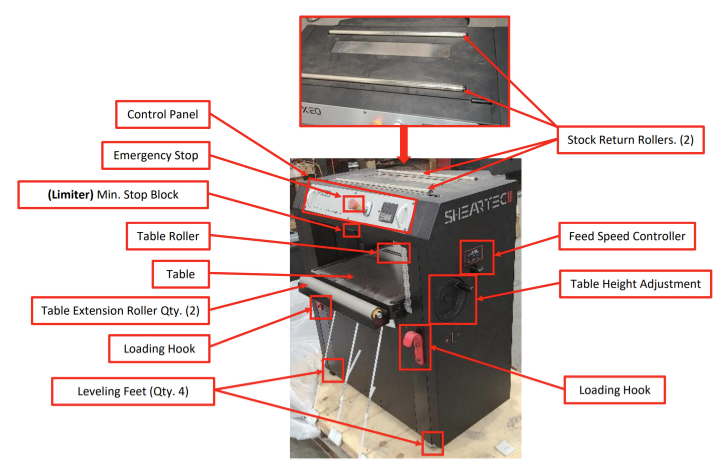 X20
Control Panel
Stock Return Rollers. (2)
Emergency Stop
(Limiter) Min. Stop Block
SHEARTEC II
Table Roller
Feed Speed Controller
Table
Table Height Adjustment
Table Extension Roller Qty. (2)
Loading Hook
Leveling Feet (Qty. 4)
Loading Hook